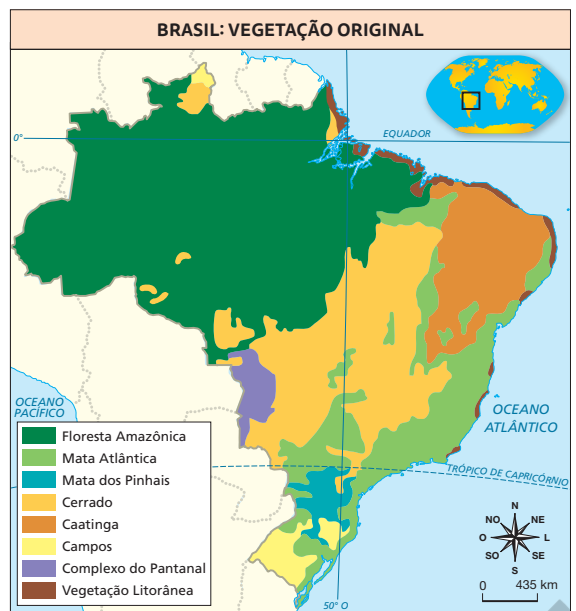 BRASIL: VEGETAÇÃO ORIGINAL
0°
EQUADOR
OCEANO
PACÍFICO
OCEANO
ATLÂNTICO
TRÓPICO DE CAPRICÓRNIO
Floresta Amazônica
Mata Atlântica
Mata dos Pinhais
Cerrado
Caatinga
Campos
Complexo do Pantanal
Vegetação Litorânea
N
NO NE
O L
SO SE
S
0 435 km
50° O